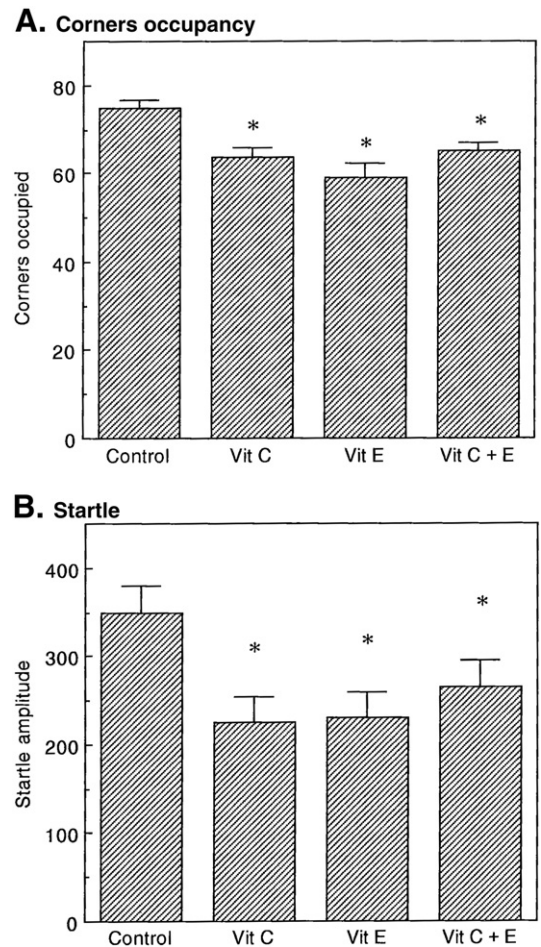 A. Corners occupancy
Corners occupied
80
60
40
20
0
*
*
*
Control Vit C Vit E Vit C + E
B. Startle
Startle amplitude
400
300
200
100
0
*
*
*
Control Vit C Vit E Vit C + E